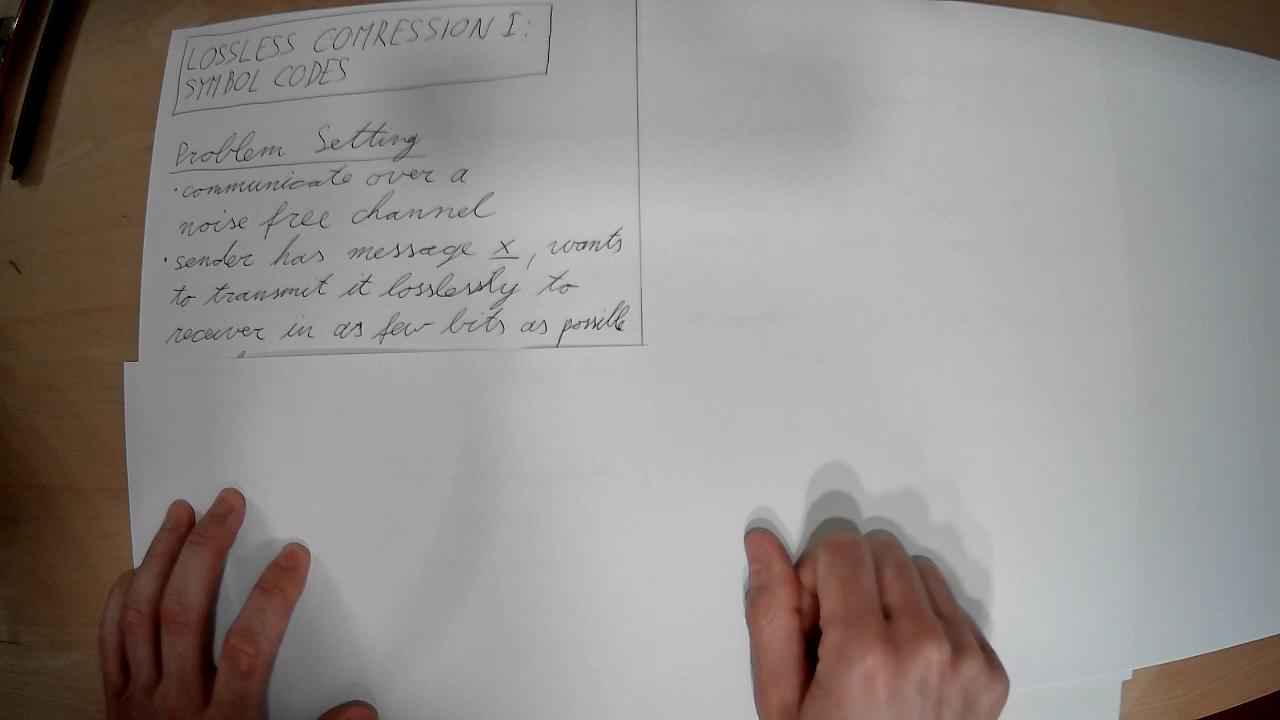 LOSSLESS COMRESSION I:
SYMBOL CODES
Problem Setting
• communicate over a
noise free channel
• sender has message x, wants
to transmit it losslessly to
receiver in as few bits as possible